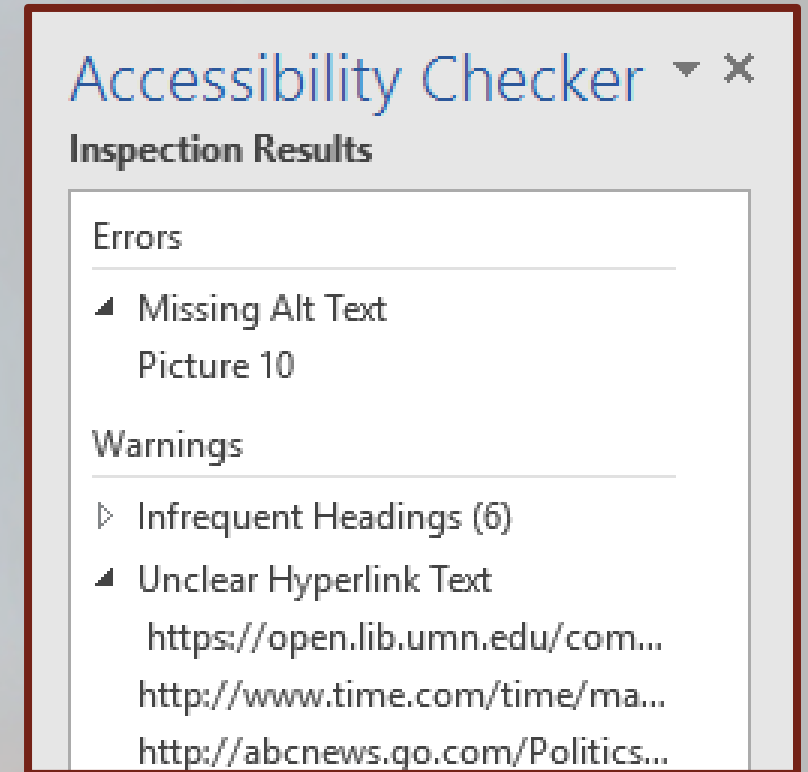 Accessibility Checker
Inspection Results
Errors
Missing Alt Text
Picture 10
Warnings
Infrequent Headings (6)
Unclear Hyperlink Text
https://open.lib.umn.edu/com...
http://www.time.com/time/ma...
http://abcnews.go.com/Politics...